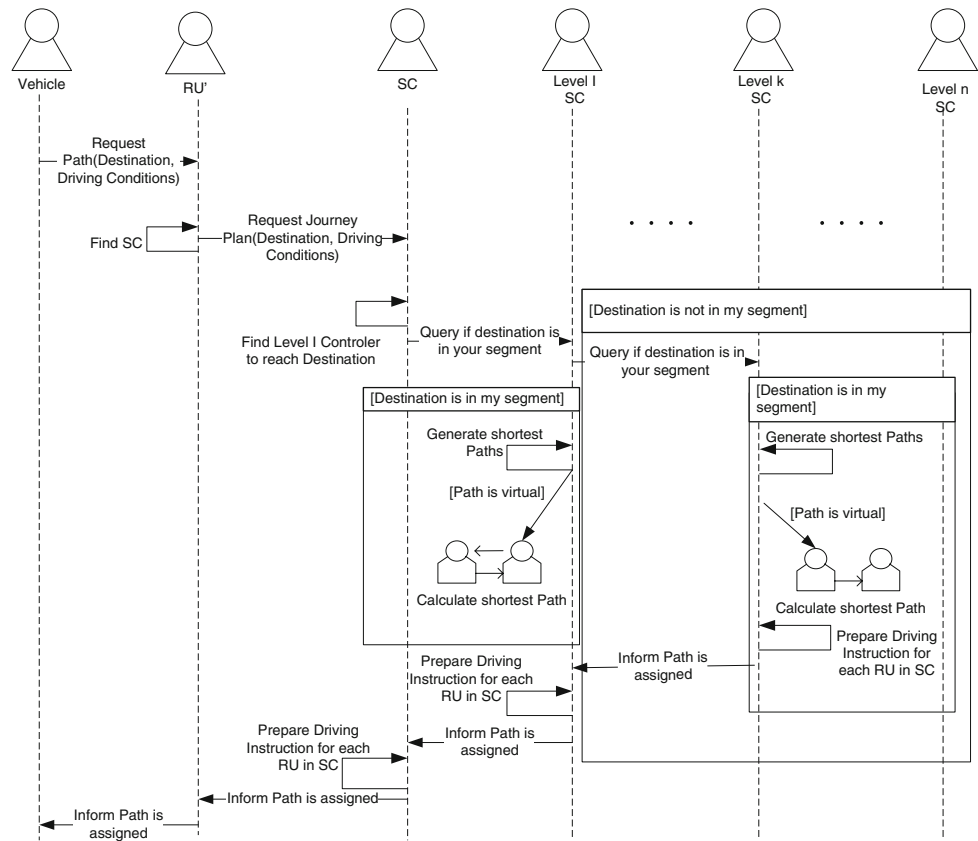 Vehicle
RU'
SC
Level I
SC
Level k
SC
Level n
SC
Request
Path(Destination,
Driving Conditions)
Find SC
Request Journey
Plan(Destination, Driving
Conditions)
. . . .
. . . .
[Destination is not in my segment]
Find Level I Controler
to reach Destination
Query if destination is
in your segment
Query if destination is in
your segment
[Destination is in my segment]
Generate shortest
Paths
[Path is virtual]
Calculate shortest Path
[Destination is in my
segment]
Generate shortest Paths
[Path is virtual]
Calculate shortest Path
Prepare Driving
Instruction for
each RU in SC
Inform Path is
assigned
Prepare Driving
Instruction for each
RU in SC
Inform Path is
assigned
Prepare Driving
Instruction for each
RU in SC
Inform Path is assigned
Inform Path is
assigned